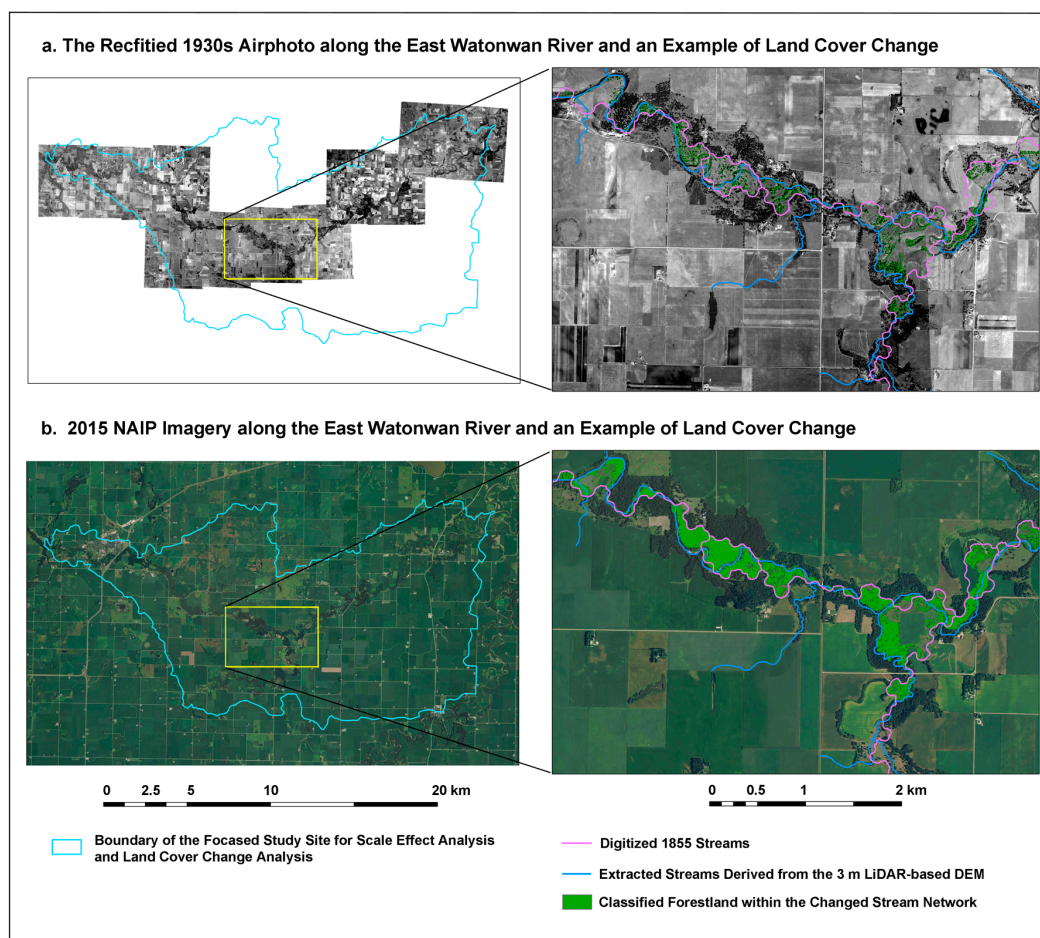 a. The Recfitied 1930s Airphoto along the East Watonwan River and an Example of Land Cover Change
b. 2015 NAIP Imagery along the East Watonwan River and an Example of Land Cover Change
0 2.5 5 10 20 km
0 0.5 1 2 km
Boundary of the Focased Study Site for Scale Effect Analysis
and Land Cover Change Analysis
Digitized 1855 Streams
Extracted Streams Derived from the 3 m LiDAR-based DEM
Classified Forestland within the Changed Stream Network